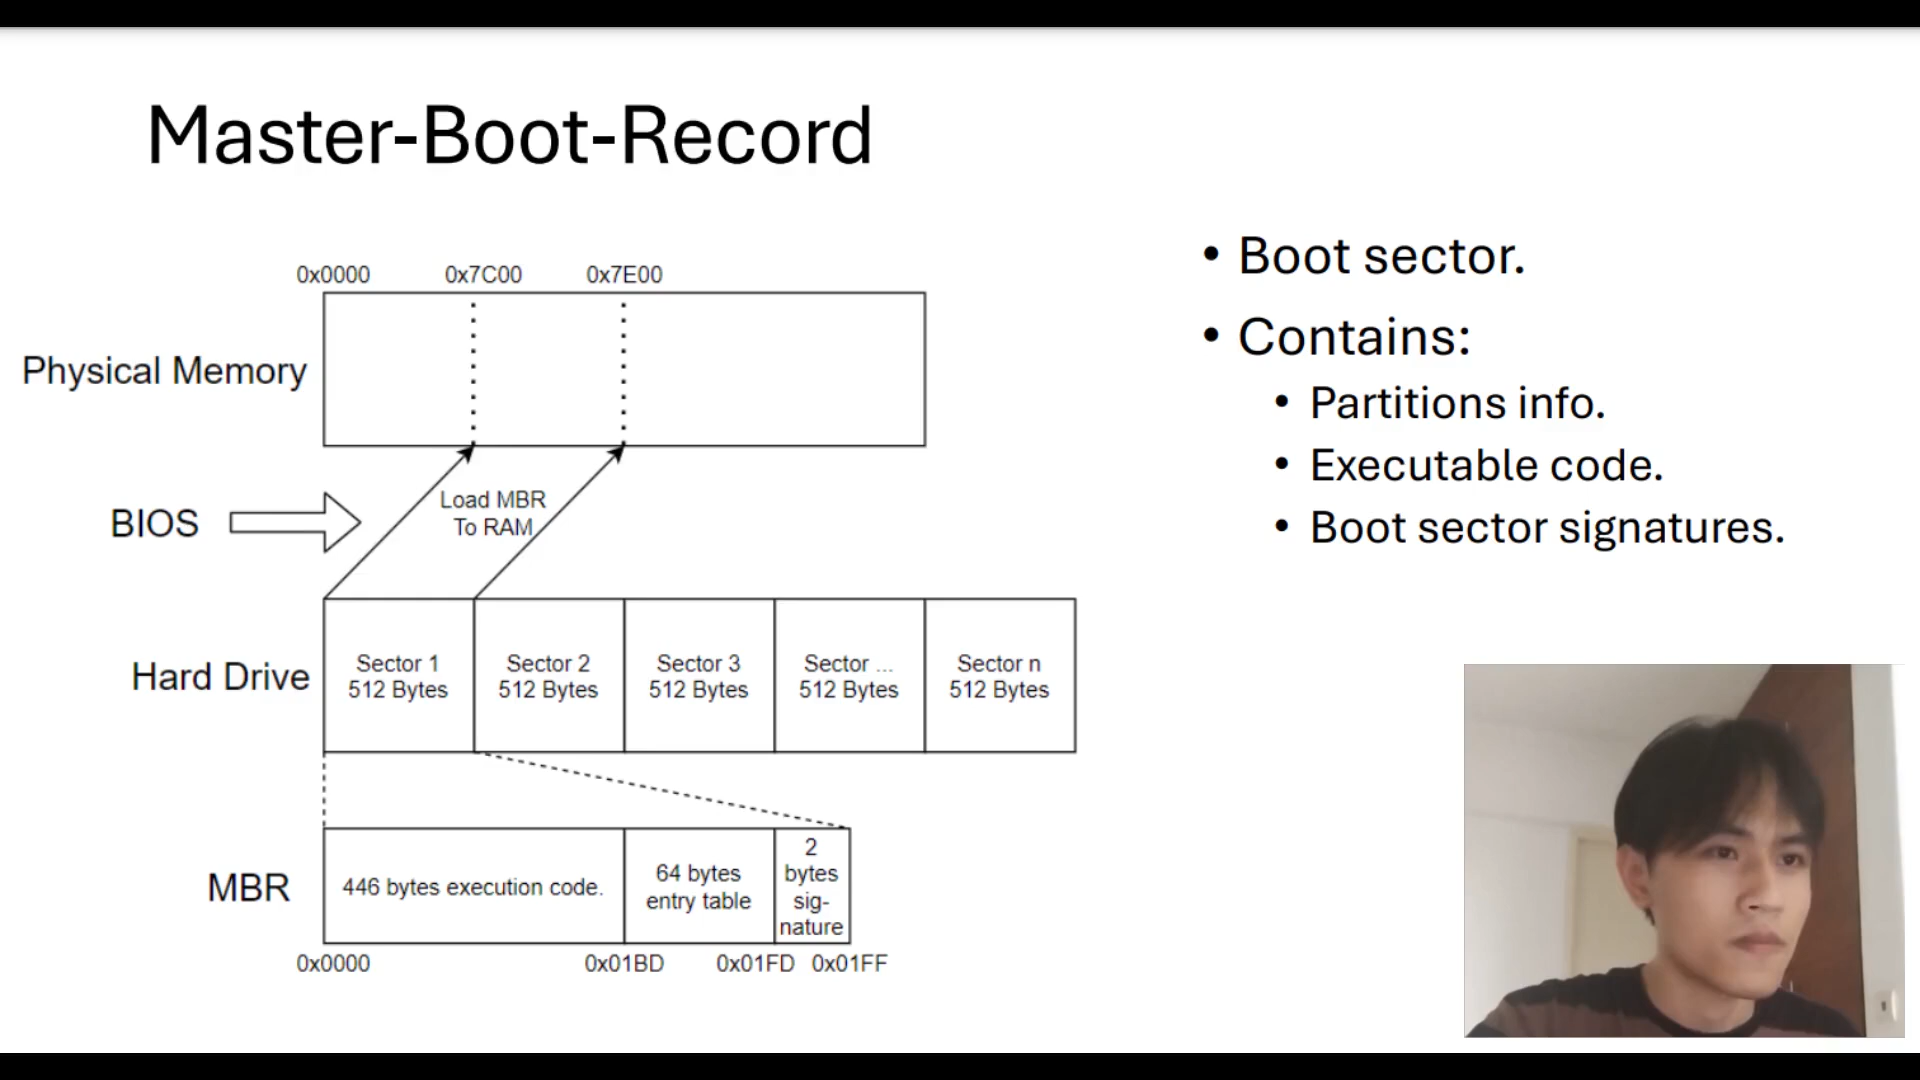 Master-Boot-Record
0x0000 0x7C00 0x7E00
Physical Memory
BIOS
Load MBR
To RAM
Hard Drive
Sector 1
512 Bytes
Sector 2
512 Bytes
Sector 3
512 Bytes
Sector ...
512 Bytes
Sector n
512 Bytes
MBR
446 bytes execution code.
64 bytes
entry table
2
bytes
sig-
nature
0x0000 0x01BD 0x01FD 0x01FF
• Boot sector.
• Contains:
• Partitions info.
• Executable code.
• Boot sector signatures.